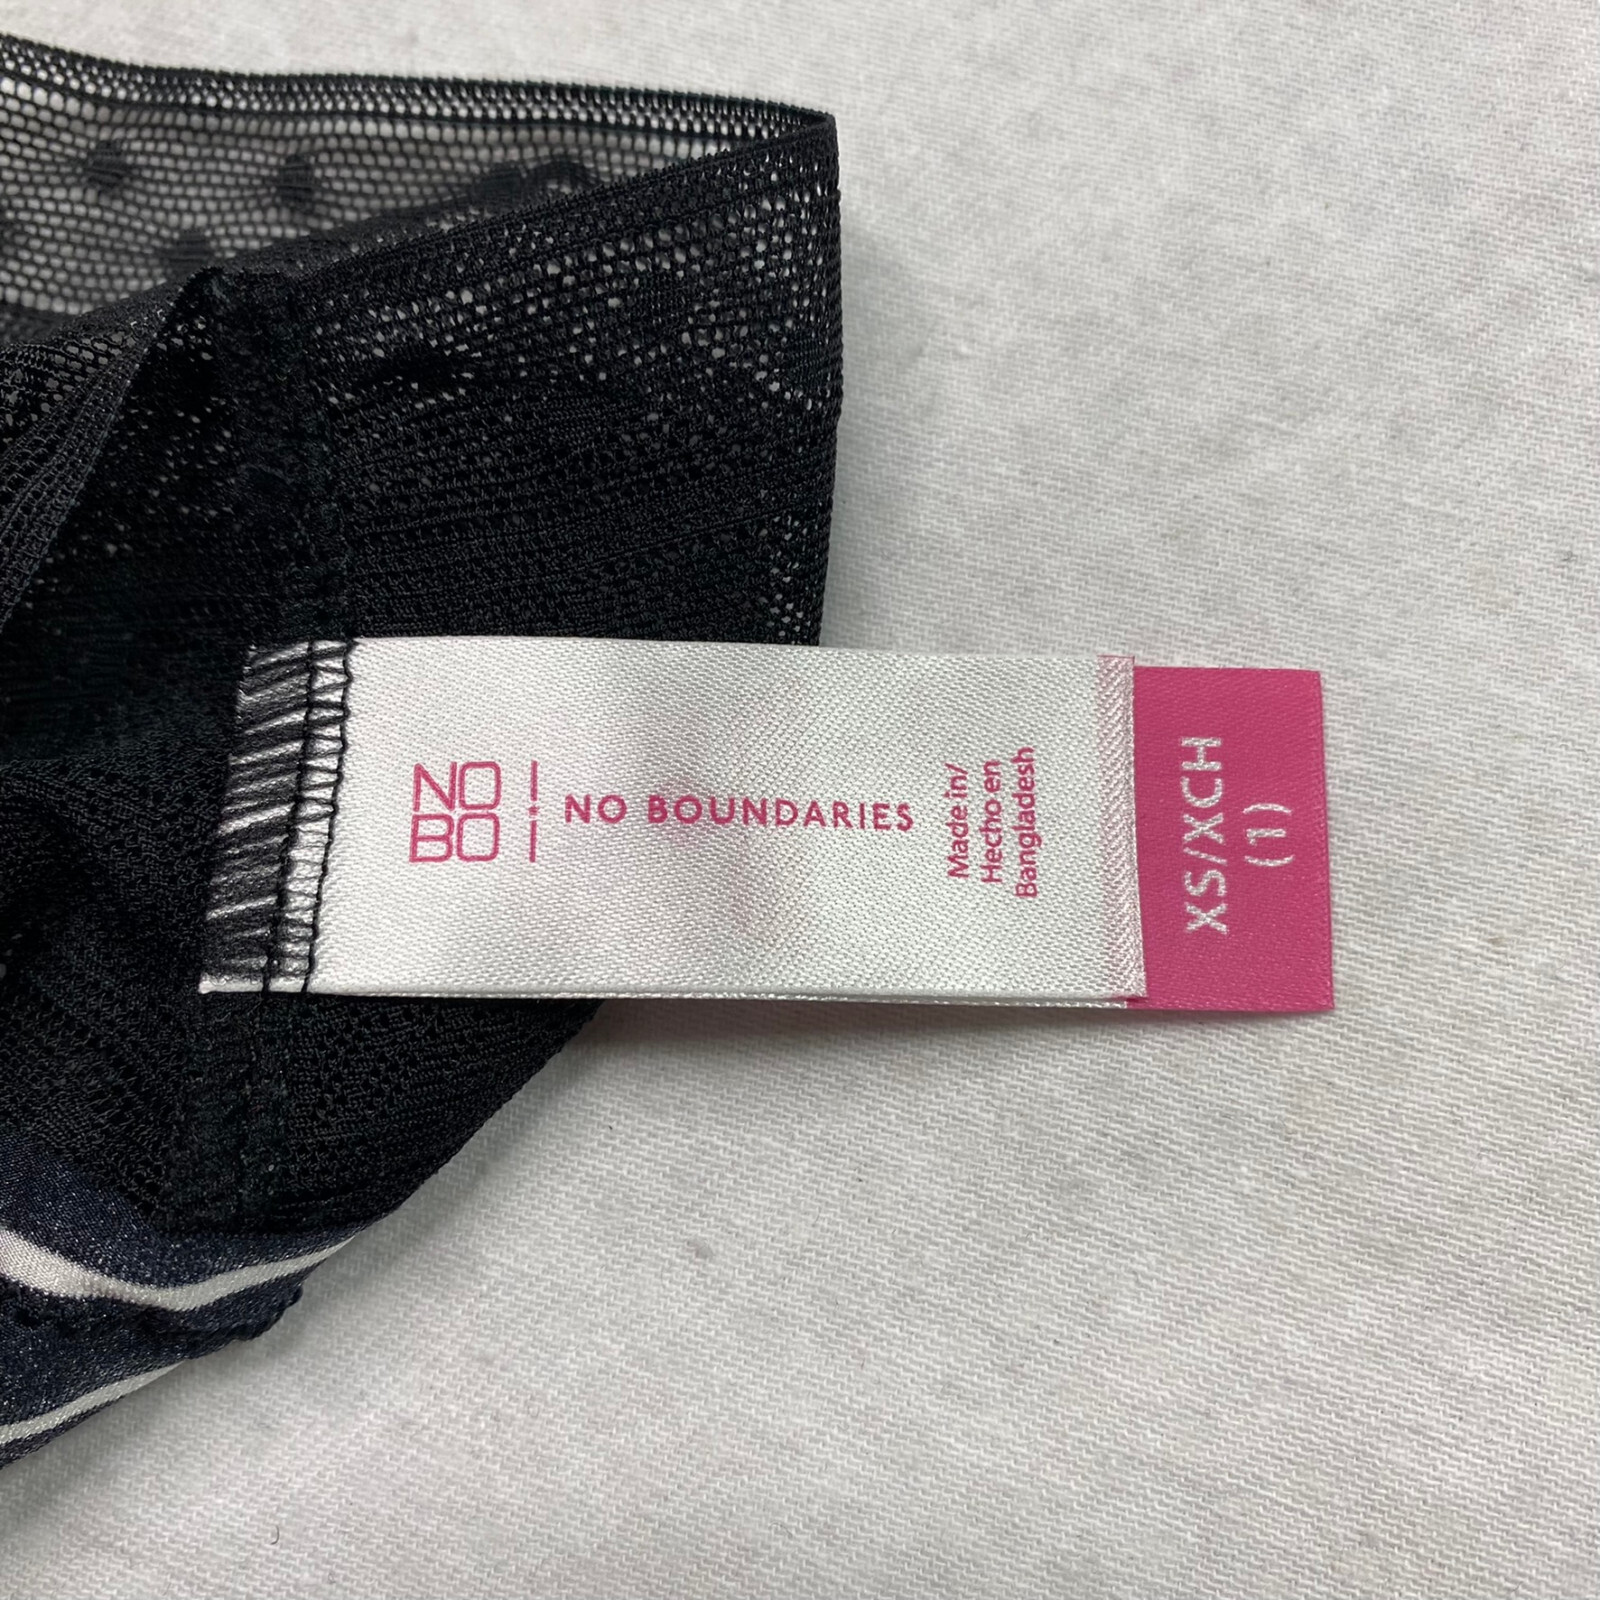 NO
BO
NO BOUNDARIES
Made in/
Hecho en
Bangladesh
XS/XCH
(1)